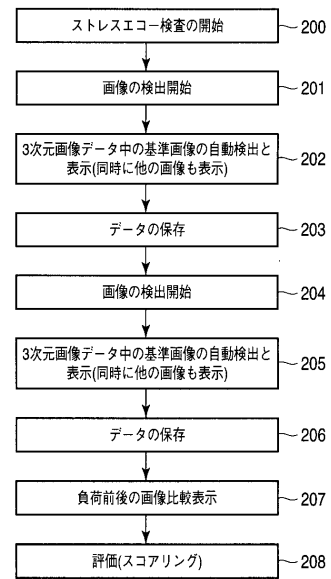 ストレスエコー検査の開始 200
画像の検出開始 201
3次元画像データ中の基準画像の自動検出と
表示(同時に他の画像も表示) 202
データの保存 203
画像の検出開始 204
3次元画像データ中の基準画像の自動検出と
表示(同時に他の画像も表示) 205
データの保存 206
負荷前後の画像比較表示 207
評価(スコアリング) 208